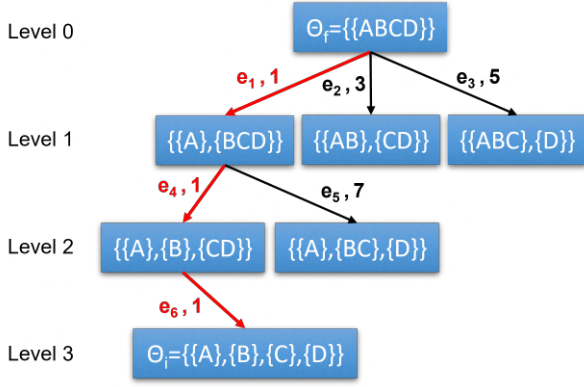 Level 0
Θf={{ABCD}}
e1 , 1
e2 , 3
e3 , 5
Level 1
{{A},{BCD}}
{{AB},{CD}}
{{ABC},{D}}
e4 , 1
e5 , 7
Level 2
{{A},{B},{CD}}
{{A},{BC},{D}}
e6 , 1
Level 3
Θi={{A},{B},{C},{D}}